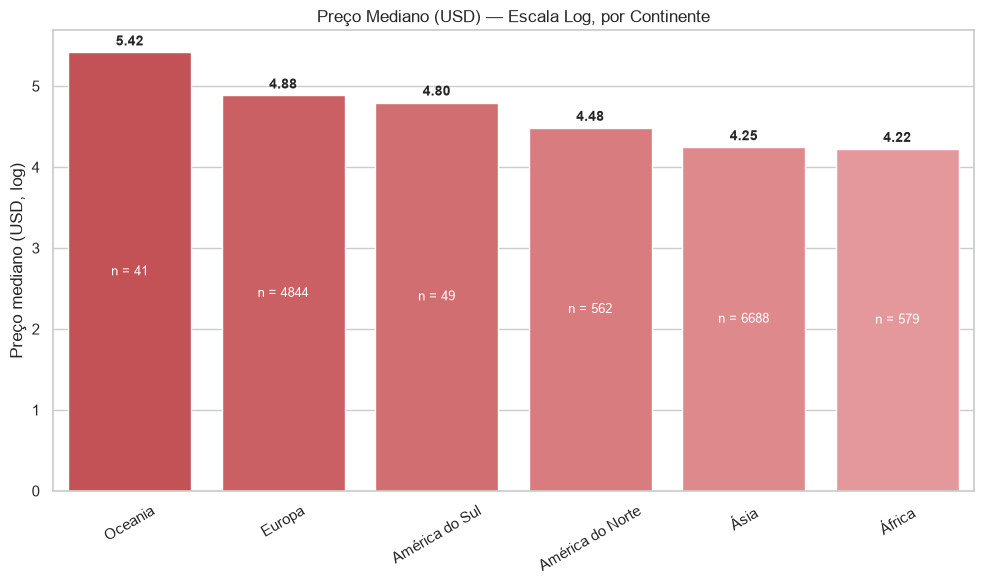 Preço Mediano (USD) — Escala Log, por Continente
Preço mediano (USD, log)
5
4
3
2
1
0
5.42
4.88
4.80
4.48
4.25
4.22
n = 41
n = 4844
n = 49
n = 562
n = 6688
n = 579
Oceania
Europa
América do Sul
América do Norte
Ásia
África